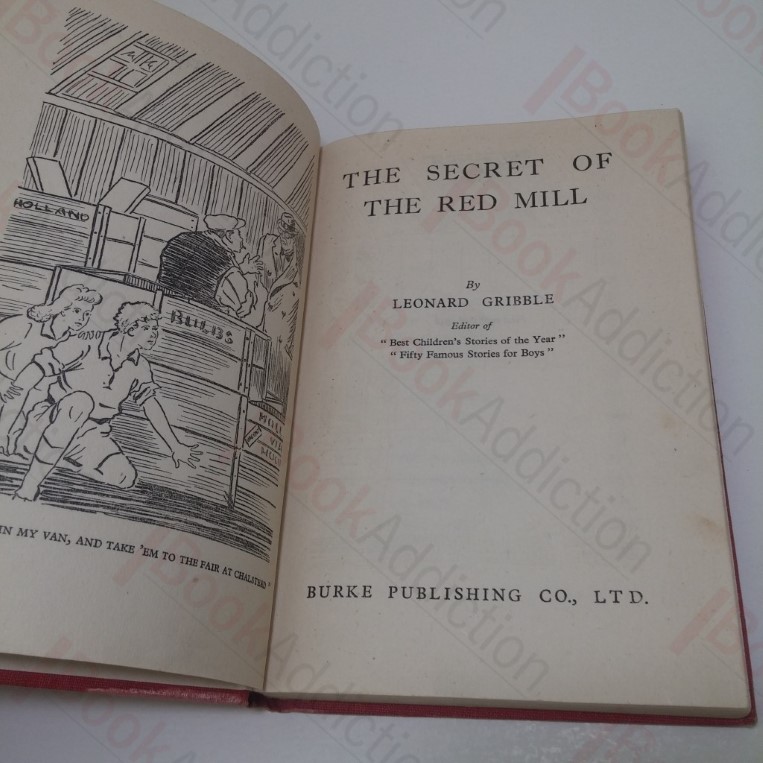 HOLLAND
BULBS
IN MY VAN, AND TAKE 'EM TO THE FAIR AT CHALSTERD"
THE SECRET OF
THE RED MILL
By
LEONARD GRIBBLE
Editor of
"Best Children's Stories of the Year"
"Fifty Famous Stories for Boys"
BURKE PUBLISHING CO., LTD.
BookAddiction